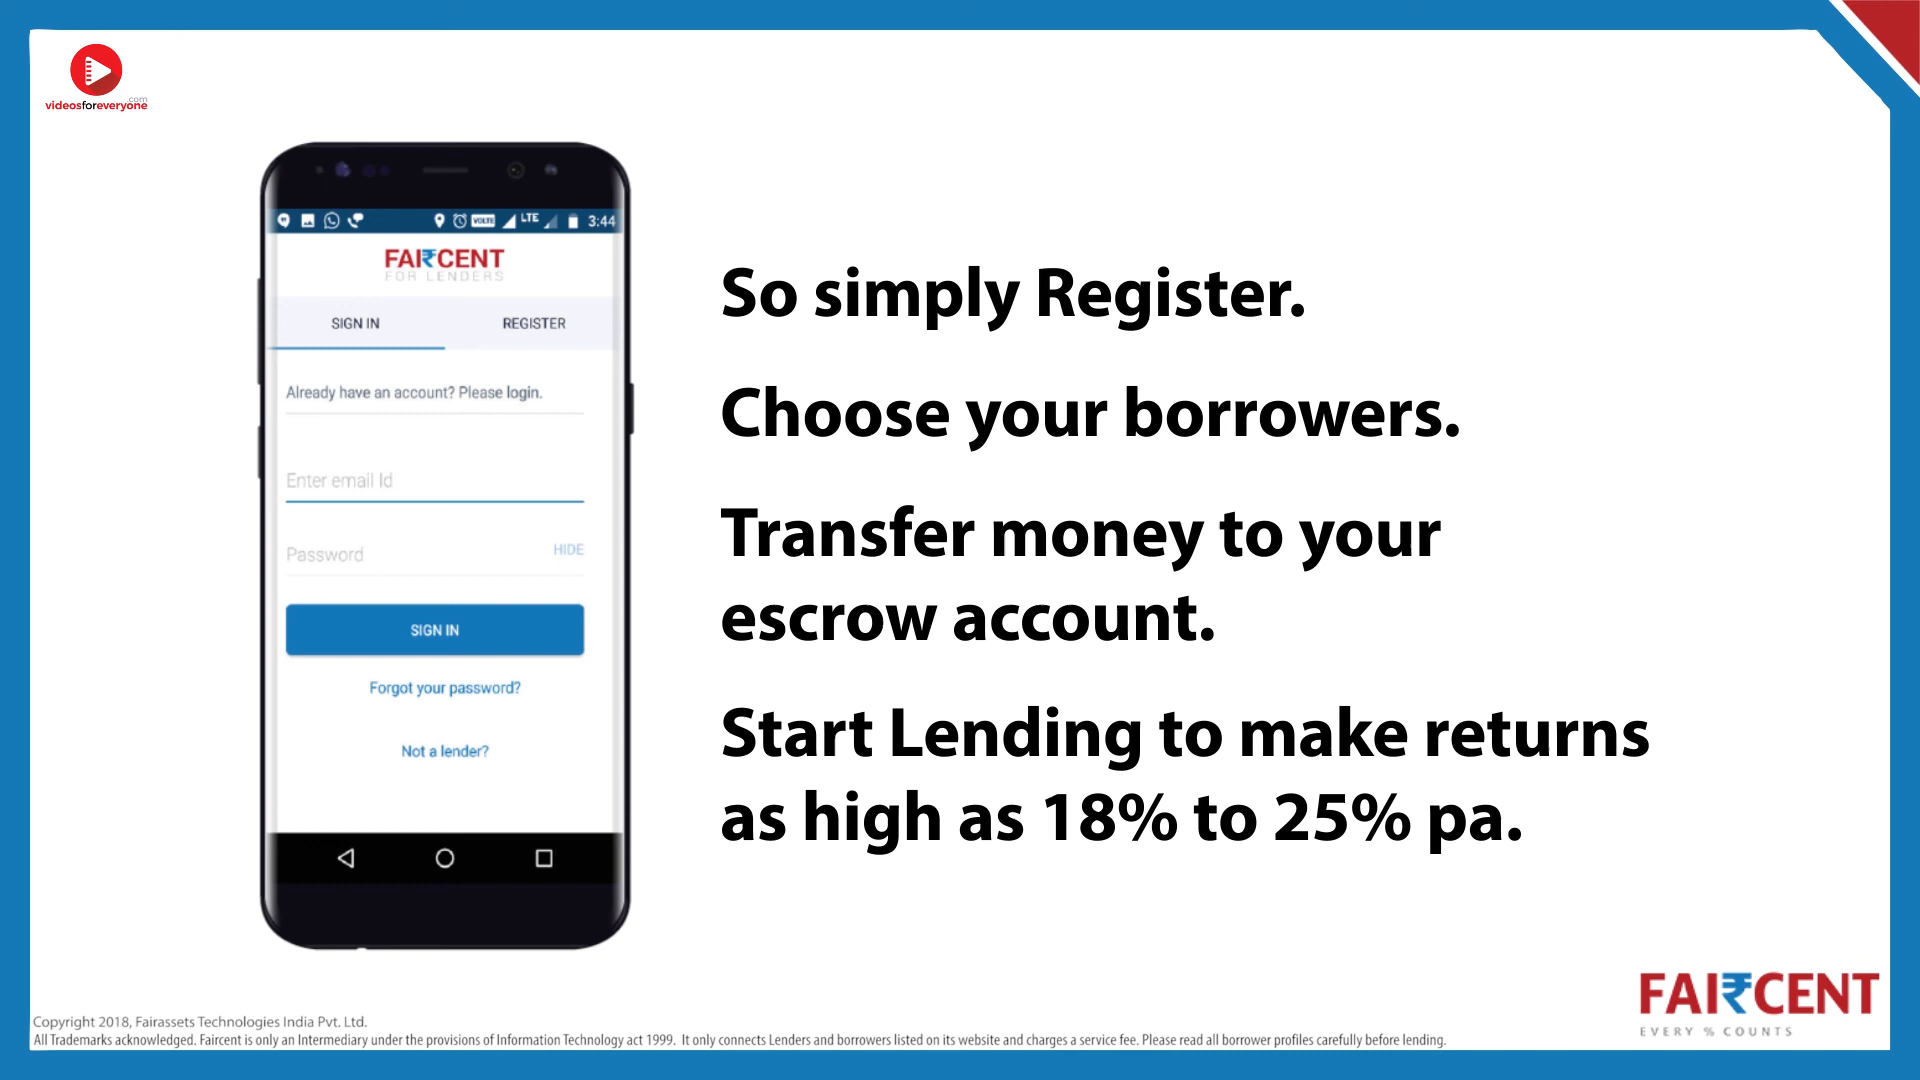 videosforeveryone
.com
3:44
VOLTE
LTE
FAI₹CENT
FOR LENDERS
SIGN IN
REGISTER
Already have an account? Please login.
Enter email Id
Password
HIDE
SIGN IN
Forgot your password?
Not a lender?
So simply Register.
Choose your borrowers.
Transfer money to your
escrow account.
Start Lending to make returns
as high as 18% to 25% pa.
FAI₹CENT
EVERY % COUNTS
Copyright 2018, Fairassets Technologies India Pvt. Ltd.
All Trademarks acknowledged. Faircent is only an Intermediary under the provisions of Information Technology act 1999. It only connects Lenders and borrowers listed on its website and charges a service fee. Please read all borrower profiles carefully before lending.